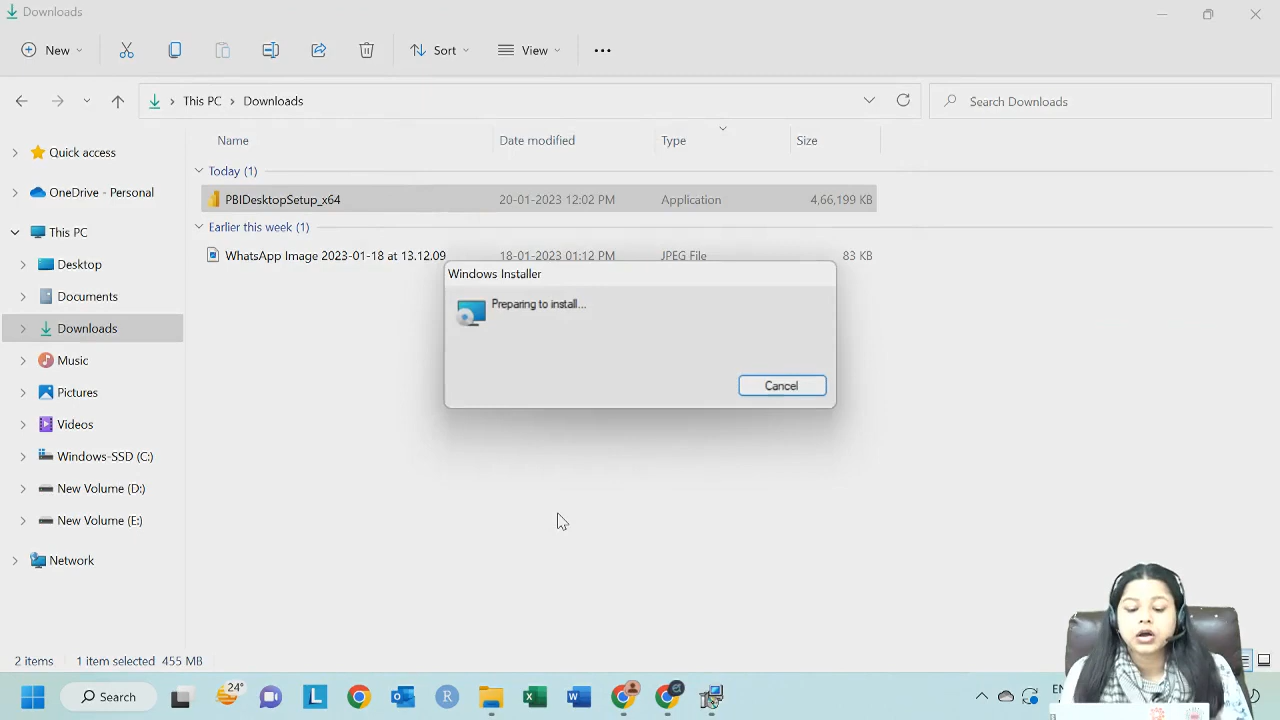 Downloads
New
Sort
View
This PC > Downloads
Search Downloads
Name
Date modified
Type
Size
Quick access
OneDrive - Personal
This PC
Desktop
Documents
Downloads
Music
Pictures
Videos
Windows-SSD (C:)
New Volume (D:)
New Volume (E:)
Network
Today (1)
PBIDesktopSetup_x64 20-01-2023 12:02 PM Application 4,66,199 KB
Earlier this week (1)
WhatsApp Image 2023-01-18 at 13.12.09 18-01-2023 01:12 PM JPEG File 83 KB
Windows Installer
Preparing to install...
Cancel
2 items 1 item selected 455 MB
24°
Search
L
R